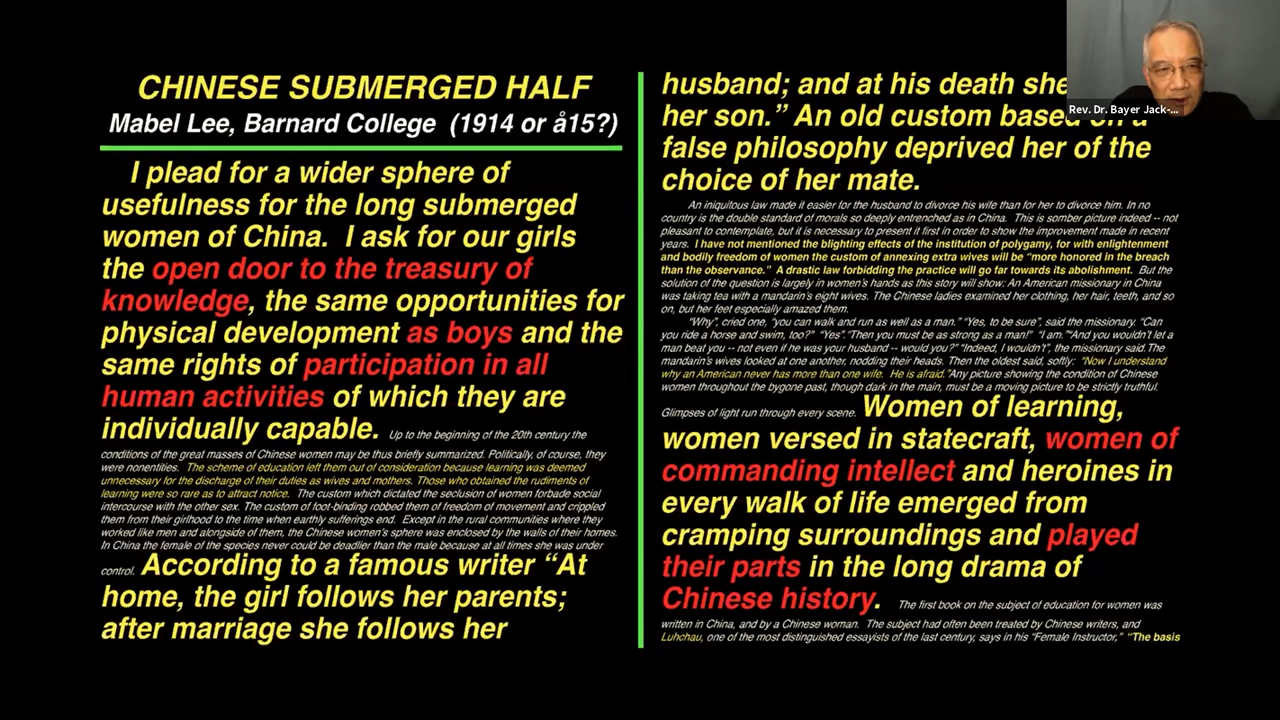 CHINESE SUBMERGED HALF
Mabel Lee, Barnard College (1914 or å15?)
I plead for a wider sphere of
usefulness for the long submerged
women of China. I ask for our girls
the open door to the treasury of
knowledge, the same opportunities for
physical development as boys and the
same rights of participation in all
human activities of which they are
individually capable. Up to the beginning of the 20th century the
conditions of the great masses of Chinese women may be thus briefly summarized. Politically, of course, they
were nonentities. The scheme of education left them out of consideration because learning was deemed
unnecessary for the discharge of their duties as wives and mothers. Those who obtained the rudiments of
learning were so rare as to attract notice. The custom which dictated the seclusion of women forbade social
intercourse with the other sex. The custom of foot-binding robbed them of freedom of movement and crippled
them from their girlhood to the time when earthly sufferings end. Except in the rural communities where they
worked like men and alongside of them, the Chinese women's sphere was enclosed by the walls of their homes.
In China the female of the species never could be deadlier than the male because at all times she was under
control. According to a famous writer “At
home, the girl follows her parents;
after marriage she follows her
husband; and at his death she
her son.” An old custom based on a
false philosophy deprived her of the
choice of her mate.
An iniquitous law made it easier for the husband to divorce his wife than for her to divorce him. In no
country is the double standard of morals so deeply entrenched as in China. This is somber picture indeed -- not
pleasant to contemplate, but it is necessary to present it first in order to show the improvement made in recent
years. I have not mentioned the blighting effects of the institution of polygamy, for with enlightenment
and bodily freedom of women the custom of annexing extra wives will be “more honored in the breach
than the observance.” A drastic law forbidding the practice will go far towards its abolishment. But the
solution of the question is largely in women's hands as this story will show: An American missionary in China
was taking tea with a mandarin's eight wives. The Chinese ladies examined her clothing, her hair, teeth, and so
on, but her feet especially amazed them.
“Why”, cried one, “you can walk and run as well as a man.” “Yes, to be sure”, said the missionary. “Can
you ride a horse and swim, too?” “Yes”. “Then you must be as strong as a man!” “I am.”“And you wouldn't let a
man beat you -- not even if he was your husband -- would you?” “Indeed, I wouldn't”, the missionary said.The
mandarin's wives looked at one another, nodding their heads. Then the oldest said, softly: “Now I understand
why an American never has more than one wife. He is afraid.”Any picture showing the condition of Chinese
women throughout the bygone past, though dark in the main, must be a moving picture to be strictly truthful.
Glimpses of light run through every scene. Women of learning,
women versed in statecraft, women of
commanding intellect and heroines in
every walk of life emerged from
cramping surroundings and played
their parts in the long drama of
Chinese history. The first book on the subject of education for women was
written in China, and by a Chinese woman. The subject had often been treated by Chinese writers, and
Luhchau, one of the most distinguished essayists of the last century, says in his “Female Instructor,” “The basis
Rev. Dr. Bayer Jack-...